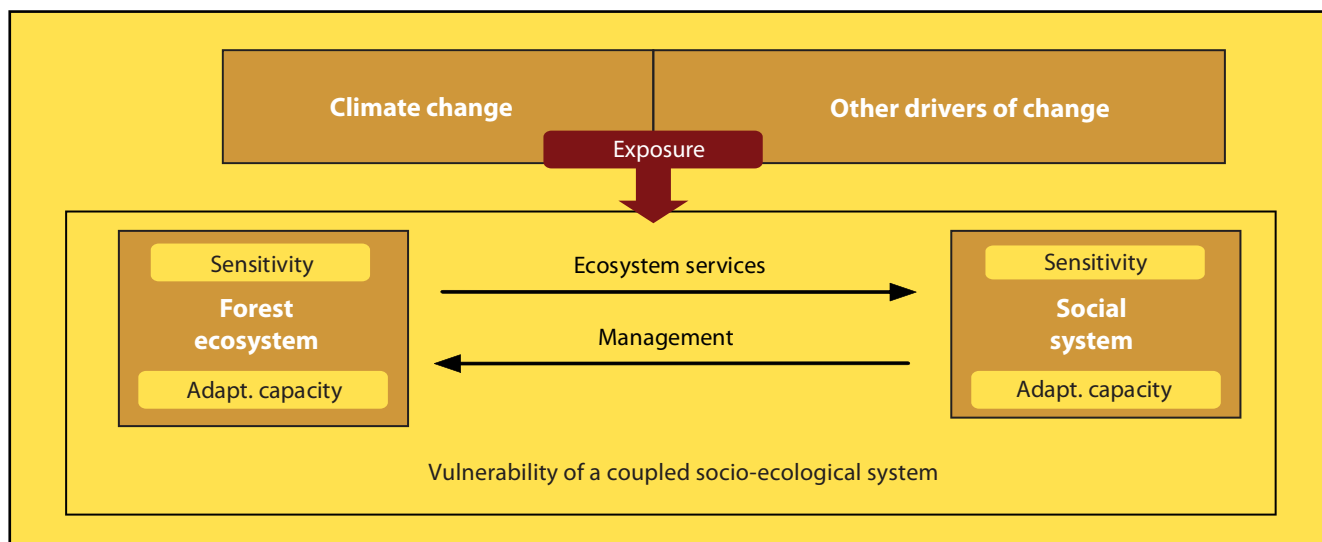 Climate change
Other drivers of change
Exposure
Sensitivity
Forest
ecosystem
Adapt. capacity
Ecosystem services
Management
Sensitivity
Social
system
Adapt. capacity
Vulnerability of a coupled socio-ecological system